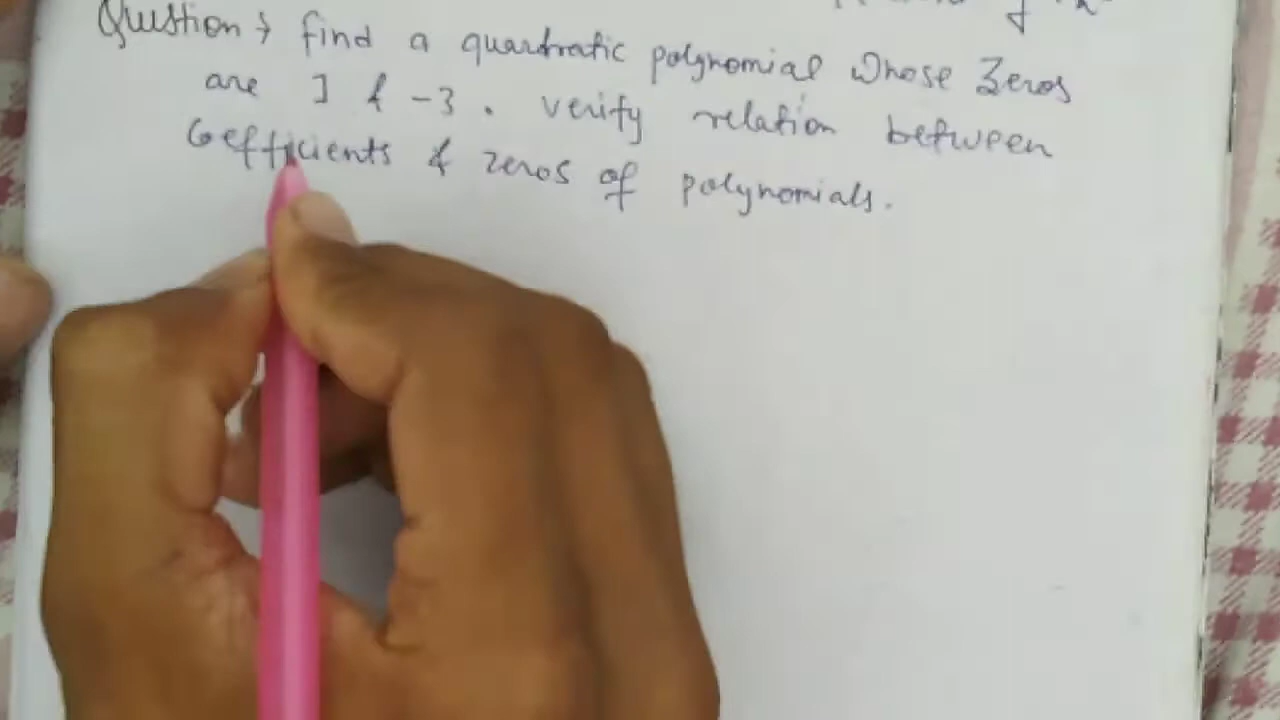 Question → find a quadratic polynomial whose zeros
are 1 & -3. verify relation between
Coefficients & zeros of polynomials.